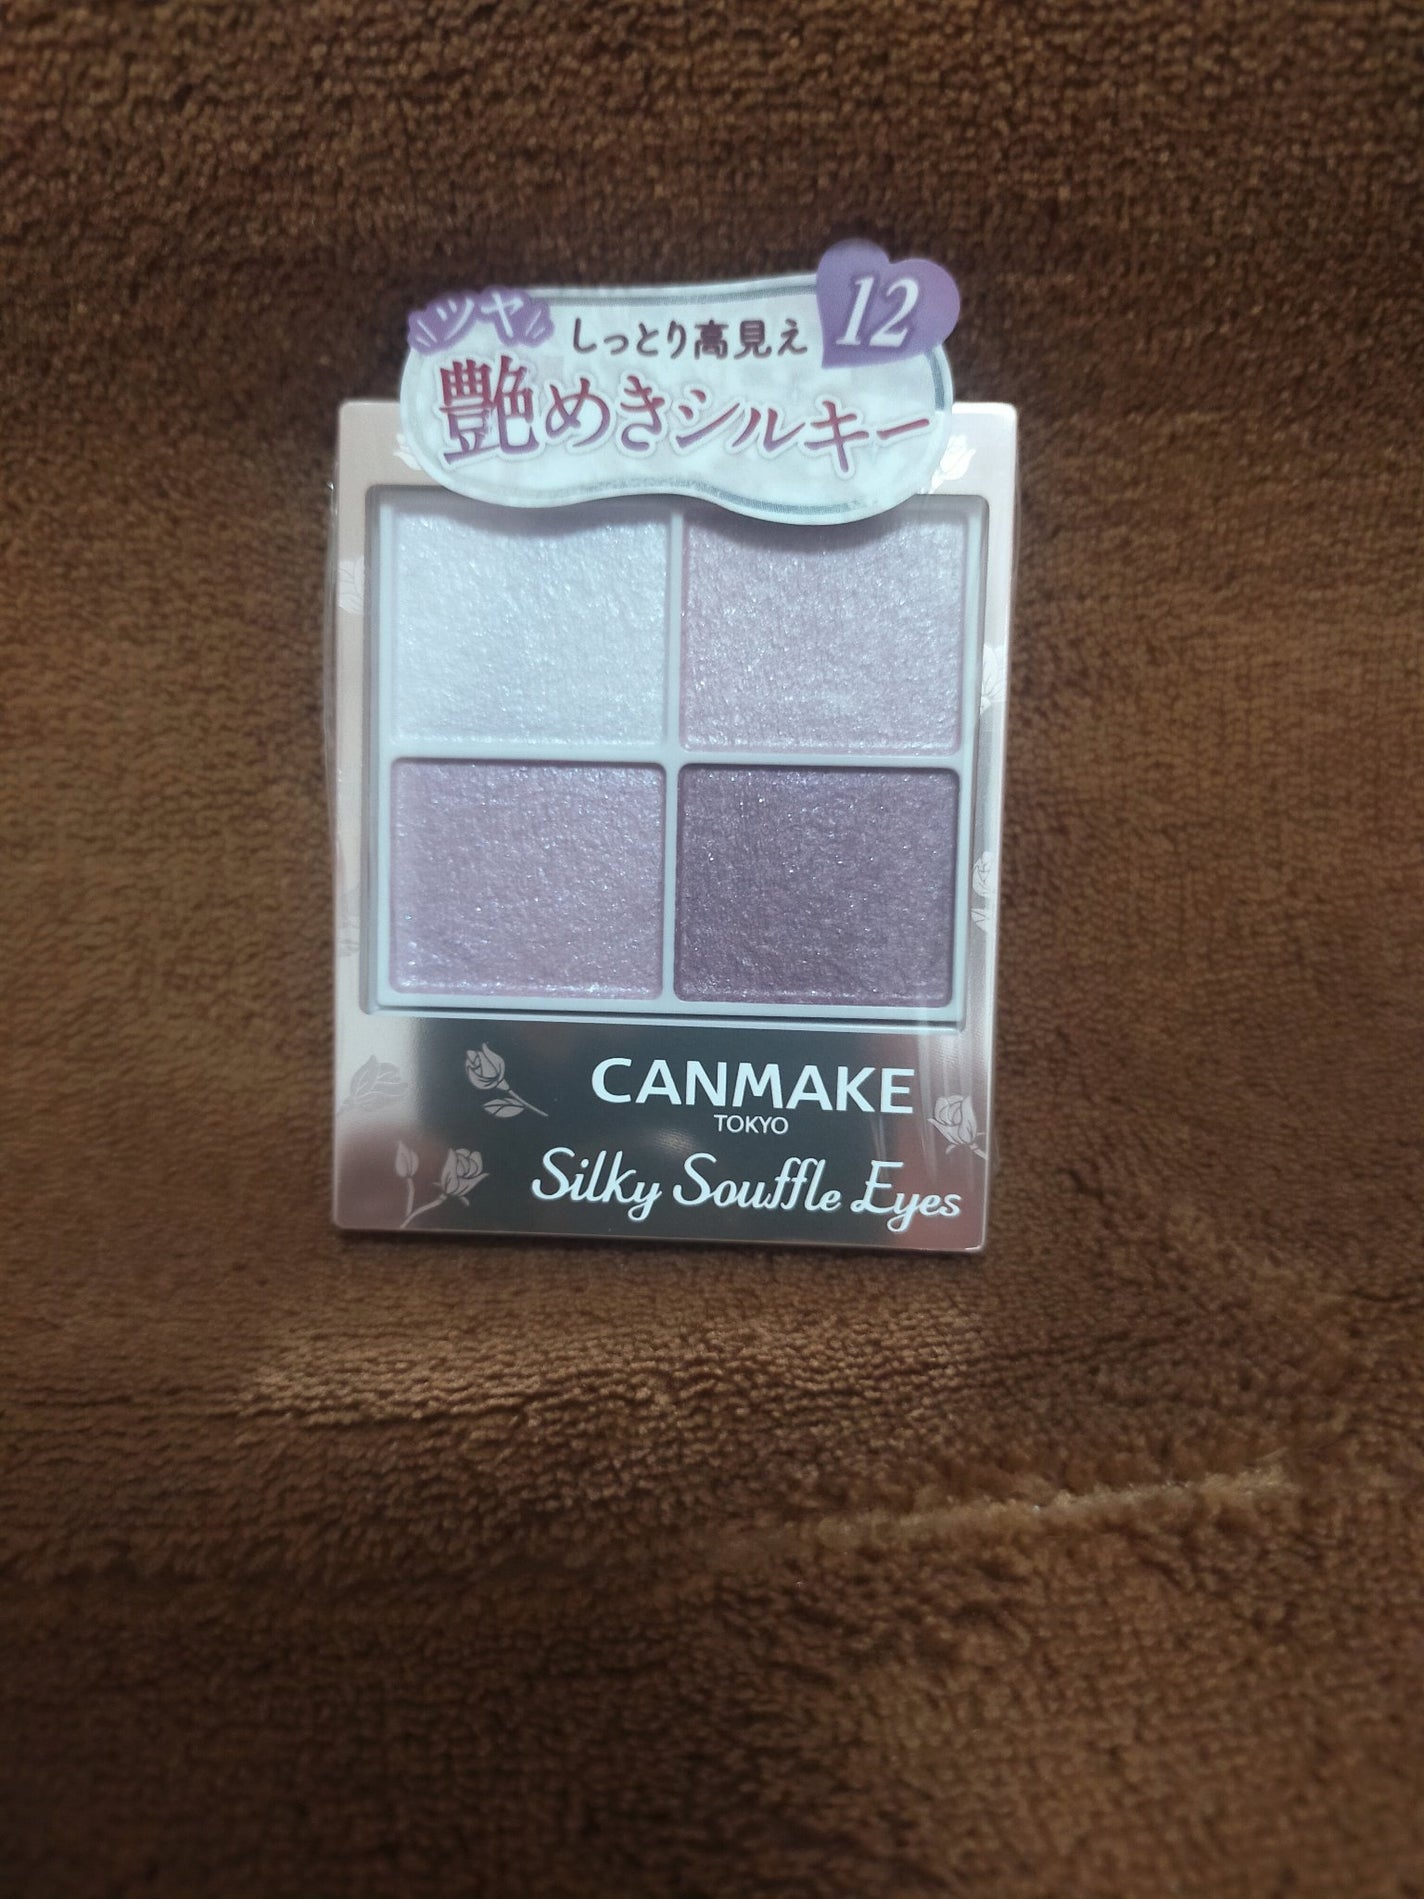 ツヤ
しっとり高見え
12
艶めきシルキー
CANMAKE
TOKYO
Silky Souffle Eyes